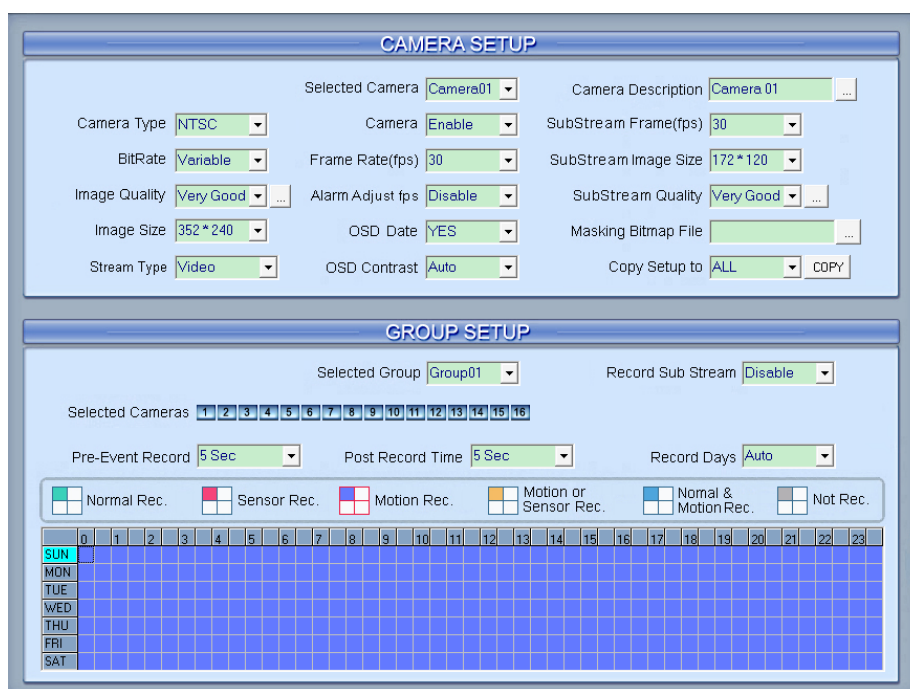 CAMERA SETUP
Selected Camera Camera01 Camera Description Camera 01 ...
Camera Type NTSC Camera Enable SubStream Frame(fps) 30
BitRate Variable Frame Rate(fps) 30 SubStream Image Size 172*120
Image Quality Very Good ... Alarm Adjust fps Disable SubStream Quality Very Good ...
Image Size 352*240 OSD Date YES Masking Bitmap File ...
Stream Type Video OSD Contrast Auto Copy Setup to ALL COPY
GROUP SETUP
Selected Group Group01 Record Sub Stream Disable
Selected Cameras 1 2 3 4 5 6 7 8 9 10 11 12 13 14 15 16
Pre-Event Record 5 Sec Post Record Time 5 Sec Record Days Auto
Normal Rec. Sensor Rec. Motion Rec. Motion or Sensor Rec. Nomal & Motion Rec. Not Rec.
0 1 2 3 4 5 6 7 8 9 10 11 12 13 14 15 16 17 18 19 20 21 22 23
SUN
MON
TUE
WED
THU
FRI
SAT